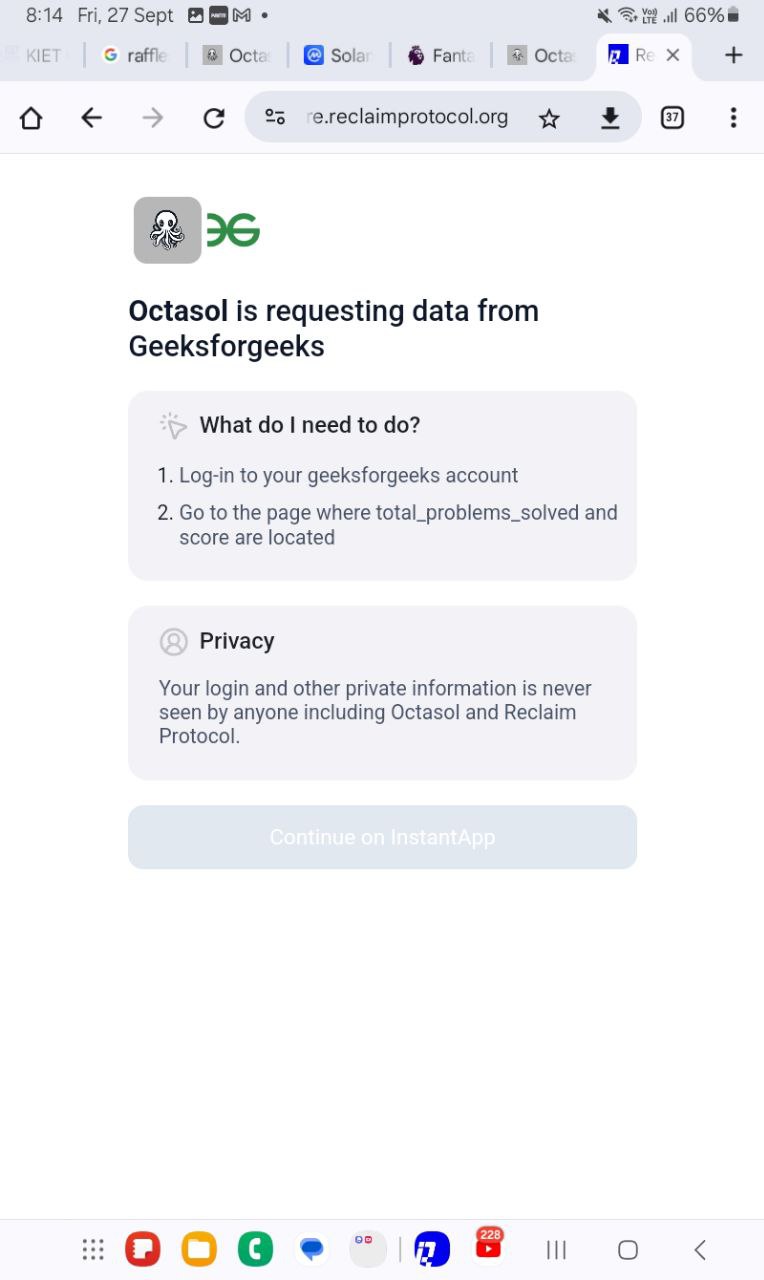 8:14 Fri, 27 Sept
Vo)) LTE 66%
KIET raffle Octa Solar Fanta Octa Re
re.reclaimprotocol.org 37
Octasol is requesting data from
Geeksforgeeks
What do I need to do?
1. Log-in to your geeksforgeeks account
2. Go to the page where total_problems_solved and
score are located
Privacy
Your login and other private information is never
seen by anyone including Octasol and Reclaim
Protocol.
Continue on InstantApp
228